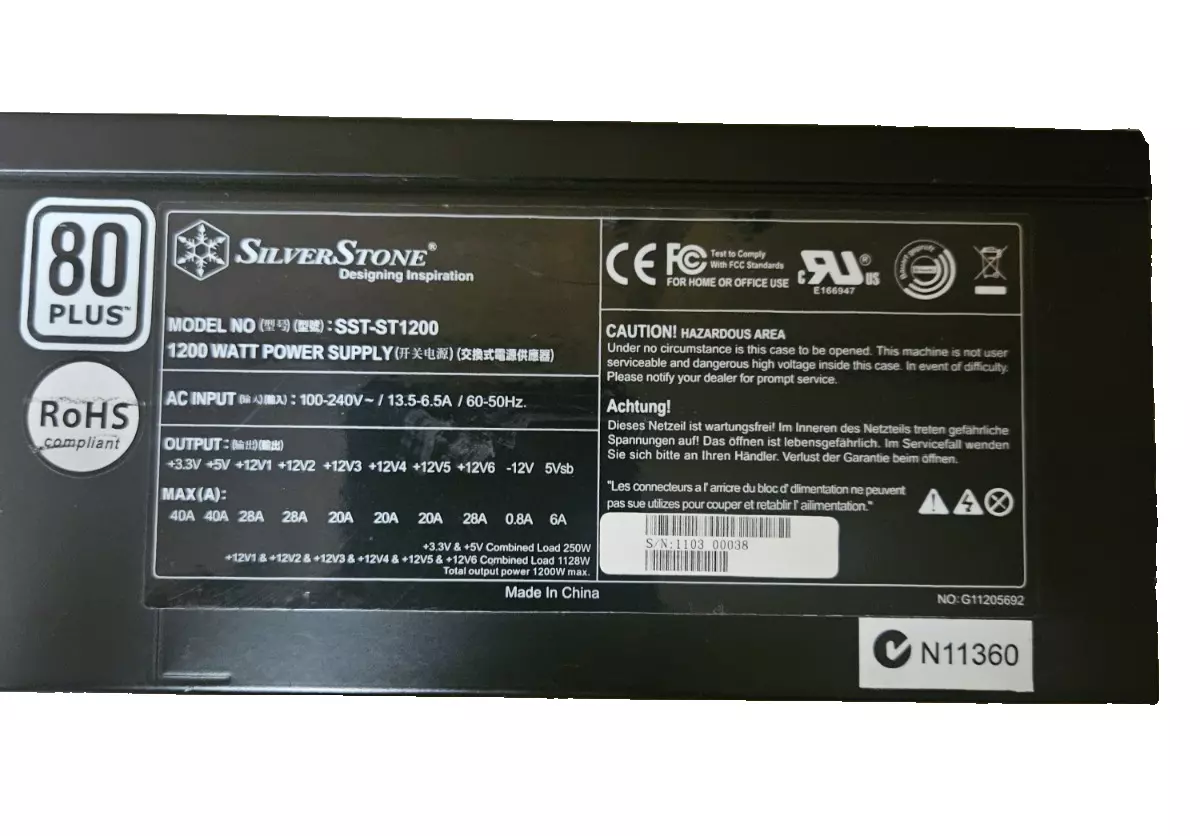 80
PLUS™
RoHS
compliant
SILVERSTONE®
Designing Inspiration
MODEL NO (型号) (型號) : SST-ST1200
1200 WATT POWER SUPPLY (开关电源) (交換式電源供應器)
AC INPUT (输入) (輸入) : 100-240V~ / 13.5-6.5A / 60-50Hz.
OUTPUT : (输出) (輸出)
+3.3V +5V +12V1 +12V2 +12V3 +12V4 +12V5 +12V6 -12V 5Vsb
MAX(A):
40A 40A 28A 28A 20A 20A 20A 28A 0.8A 6A
+3.3V & +5V Combined Load 250W
+12V1 & +12V2 & +12V3 & +12V4 & +12V5 & +12V6 Combined Load 1128W
Total output power 1200W max.
Made In China
CE FC Test to Comply
With FCC Standards
FOR HOME OR OFFICE USE
c RU ® US
E166947
CAUTION! HAZARDOUS AREA
Under no circumstance is this case to be opened. This machine is not user
serviceable and dangerous high voltage inside this case. In event of difficulty.
Please notify your dealer for prompt service.
Achtung!
Dieses Netzeil ist wartungsfrei! Im Inneren des Netzteils treten gefährliche
Spannungen auf! Das öffnen ist lebensgefährlich. Im Servicefall wenden
Sie sich bitte an Ihren Händler. Verlust der Garantie beim öffnen.
"Les connecteurs a l' arricre du bloc d' dlimentation ne peuvent
pas sue utilizes pour couper et retablir l' ailimentation."
S/N:1103 00038
NO:G11205692
N11360